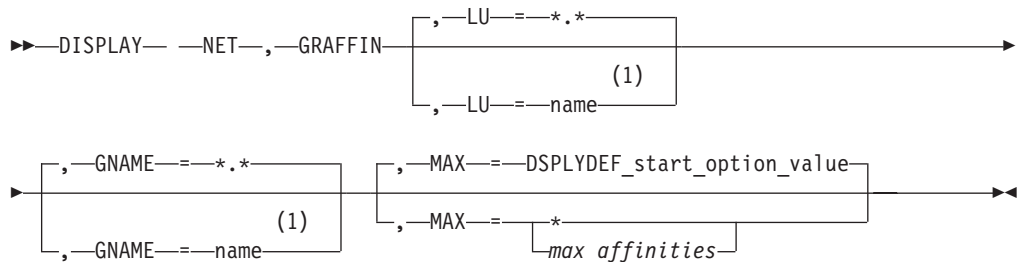 , LU = *.*
DISPLAY NET , GRAFFIN
(1)
, LU = name
, GNAME = *.* , MAX = DSPLYDEF_start_option_value
(1) , MAX = *
, GNAME = name max affinities